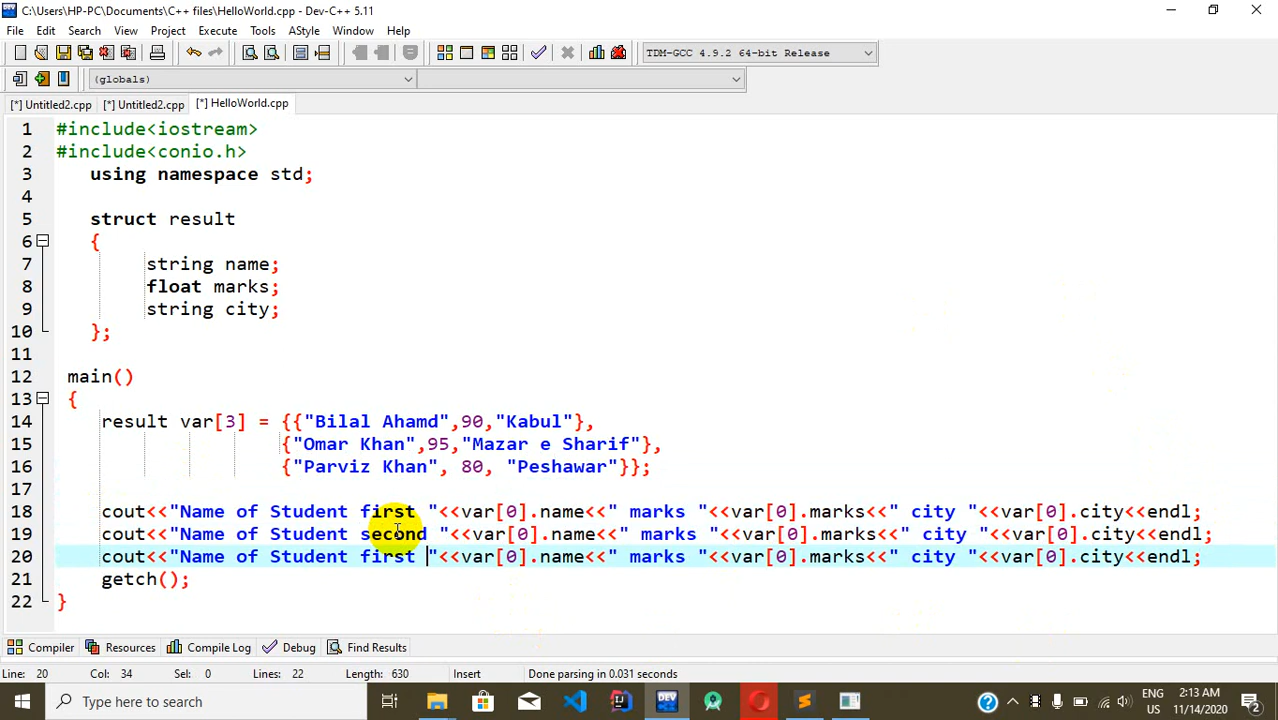 C:\Users\HP-PC\Documents\C++ files\HelloWorld.cpp - Dev-C++ 5.11
File Edit Search View Project Execute Tools AStyle Window Help
TDM-GCC 4.9.2 64-bit Release
(globals)
[*] Untitled2.cpp [*] Untitled2.cpp [*] HelloWorld.cpp
1 #include<iostream>
2 #include<conio.h>
3 using namespace std;
4
5 struct result
6 {
7 string name;
8 float marks;
9 string city;
10 };
11
12 main()
13 {
14 result var[3] = {{"Bilal Ahamd",90,"Kabul"},
15 {"Omar Khan",95,"Mazar e Sharif"},
16 {"Parviz Khan", 80, "Peshawar"}};
17
18 cout<<"Name of Student first "<<var[0].name<<" marks "<<var[0].marks<<" city "<<var[0].city<<endl;
19 cout<<"Name of Student second "<<var[0].name<<" marks "<<var[0].marks<<" city "<<var[0].city<<endl;
20 cout<<"Name of Student first "<<var[0].name<<" marks "<<var[0].marks<<" city "<<var[0].city<<endl;
21 getch();
22 }
Compiler Resources Compile Log Debug Find Results
Line: 20 Col: 34 Sel: 0 Lines: 22 Length: 630 Insert Done parsing in 0.031 seconds
Type here to search
DEV
ENG
US
2:13 AM
11/14/2020
2